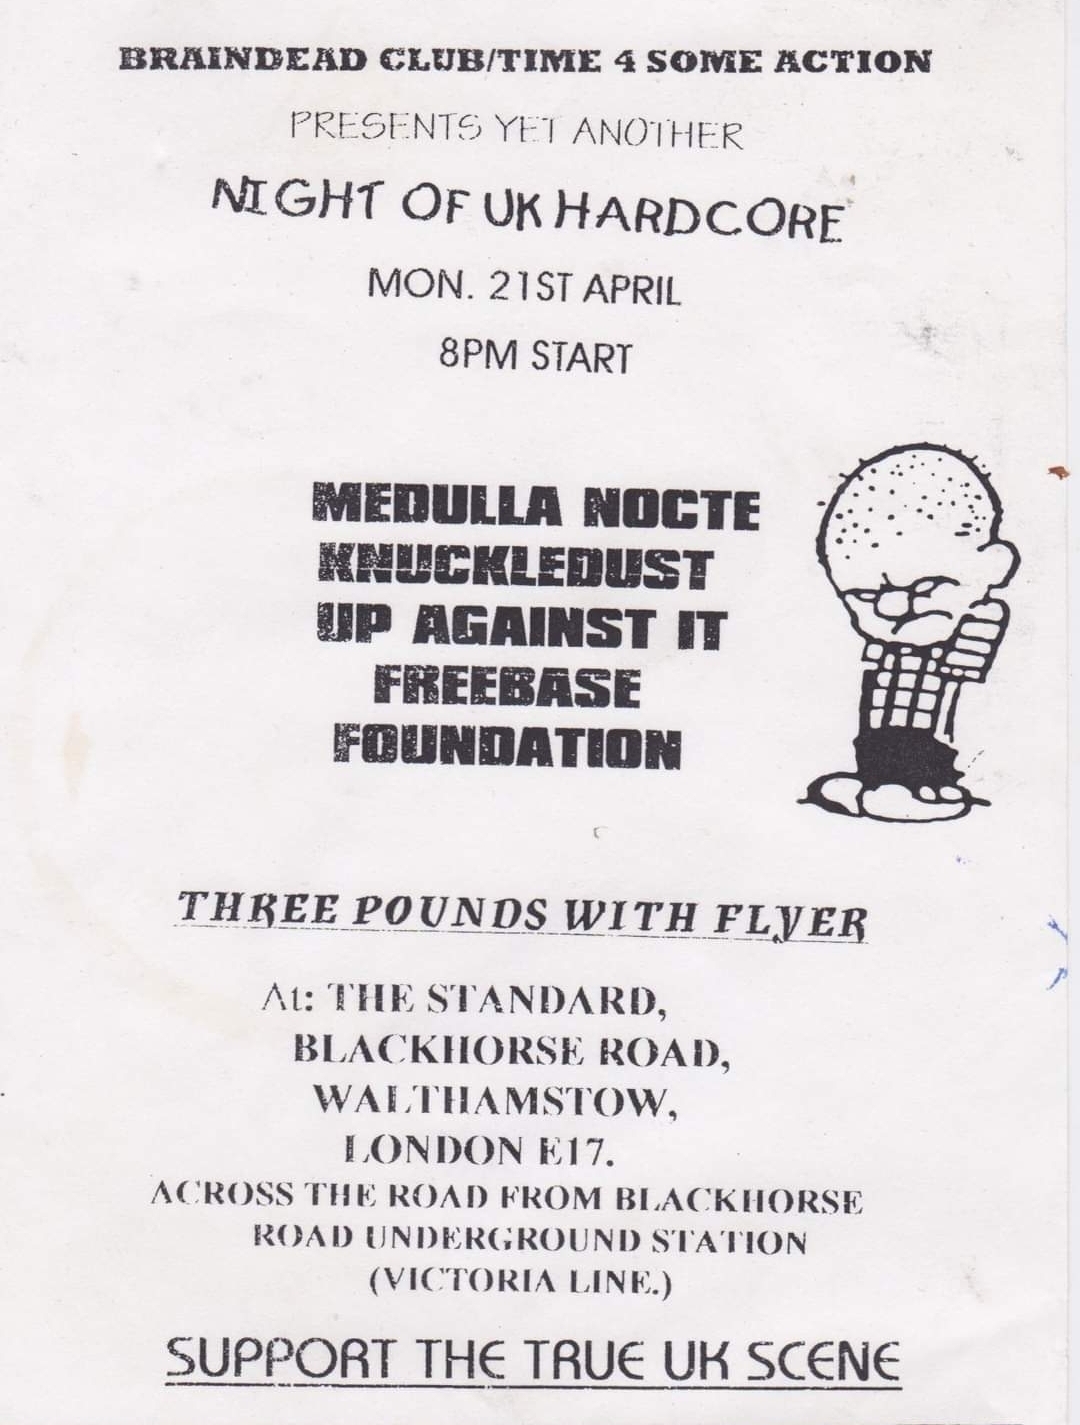 BRAINDEAD CLUB/TIME 4 SOME ACTION
PRESENTS YET ANOTHER
NIGHT OF UK HARDCORE
MON. 21ST APRIL
8PM START
MEDULLA NOCTE
KNUCKLEDUST
UP AGAINST IT
FREEBASE
FOUNDATION
THREE POUNDS WITH FLYER
At: THE STANDARD,
BLACKHORSE ROAD,
WALTHAMSTOW,
LONDON E17.
ACROSS THE ROAD FROM BLACKHORSE
ROAD UNDERGROUND STATION
(VICTORIA LINE.)
SUPPORT THE TRUE UK SCENE